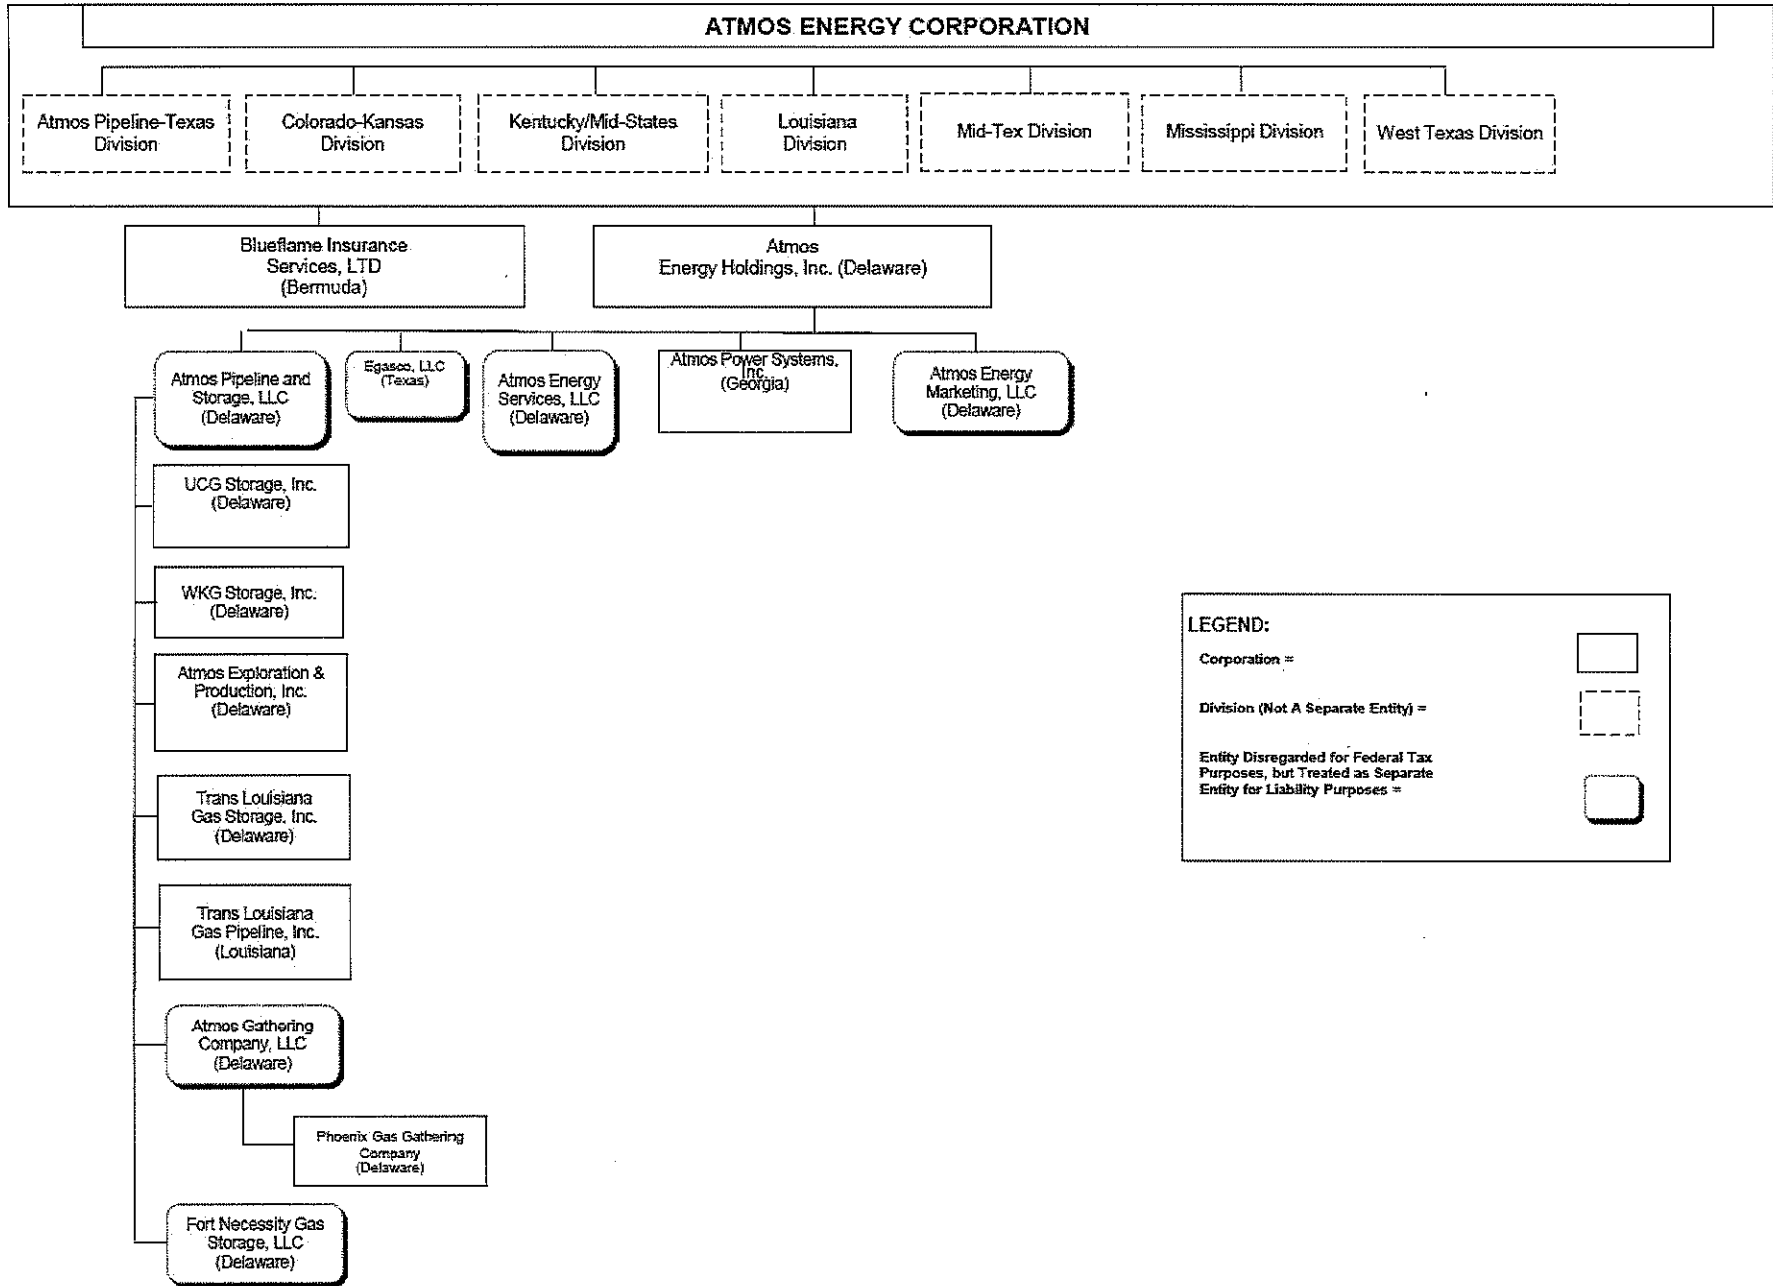 ATMOS ENERGY CORPORATION
Atmos Pipeline-Texas
Division
Colorado-Kansas
Division
Kentucky/Mid-States
Division
Louisiana
Division
Mid-Tex Division
Mississippi Division
West Texas Division
Blueflame Insurance
Services, LTD
(Bermuda)
Atmos
Energy Holdings, Inc. (Delaware)
Atmos Pipeline and
Storage, LLC
(Delaware)
Egasco, LLC
(Texas)
Atmos Energy
Services, LLC
(Delaware)
Atmos Power Systems,
Inc.
(Georgia)
Atmos Energy
Marketing, LLC
(Delaware)
UCG Storage, Inc.
(Delaware)
WKG Storage, Inc.
(Delaware)
Atmos Exploration &
Production, Inc.
(Delaware)
Trans Louisiana
Gas Storage, Inc.
(Delaware)
Trans Louisiana
Gas Pipeline, Inc.
(Louisiana)
Atmos Gathering
Company, LLC
(Delaware)
Phoenix Gas Gathering
Company
(Delaware)
Fort Necessity Gas
Storage, LLC
(Delaware)
LEGEND:
Corporation =
Division (Not A Separate Entity) =
Entity Disregarded for Federal Tax
Purposes, but Treated as Separate
Entity for Liability Purposes =